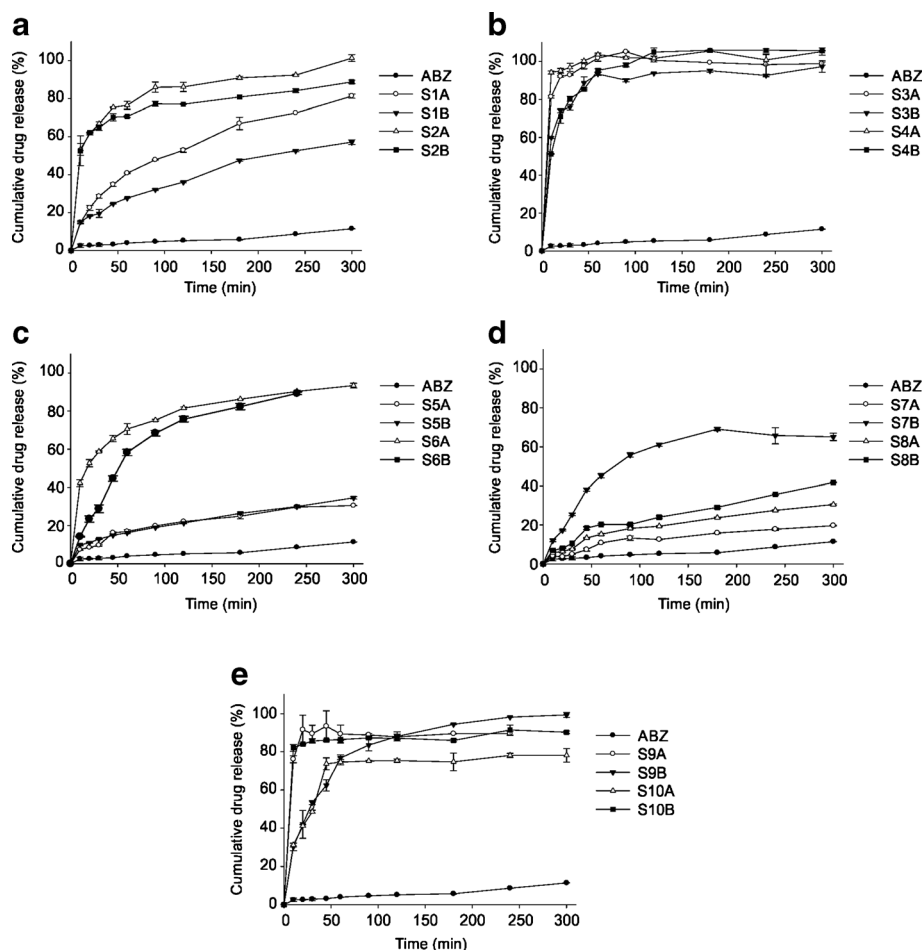 a
Cumulative drug release (%)
100
80
60
40
20
0
0 50 100 150 200 250 300
Time (min)
ABZ
S1A
S1B
S2A
S2B
b
Cumulative drug release (%)
100
80
60
40
20
0
0 50 100 150 200 250 300
Time (min)
ABZ
S3A
S3B
S4A
S4B
c
Cumulative drug release (%)
100
80
60
40
20
0
0 50 100 150 200 250 300
Time (min)
ABZ
S5A
S5B
S6A
S6B
d
Cumulative drug release (%)
100
80
60
40
20
0
0 50 100 150 200 250 300
Time (min)
ABZ
S7A
S7B
S8A
S8B
e
Cumulative drug release (%)
100
80
60
40
20
0
0 50 100 150 200 250 300
Time (min)
ABZ
S9A
S9B
S10A
S10B